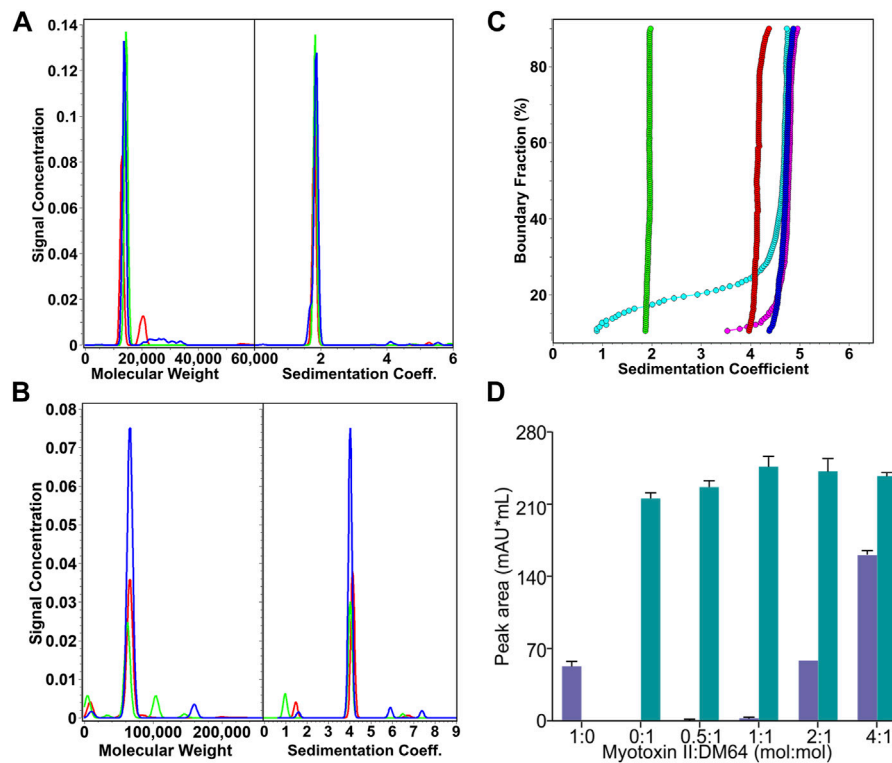 A
0.14
0.12
0.1
0.08
0.06
0.04
0.02
0
Signal Concentration
0 20,000 40,000 60,000 2 4 6
Molecular Weight Sedimentation Coeff.
B
0.08
0.07
0.06
0.05
0.04
0.03
0.02
0.01
0
Signal Concentration
0 100,000 200,000 0 1 2 3 4 5 6 7 8 9
Molecular Weight Sedimentation Coeff.
C
80
60
40
20
Boundary Fraction (%)
0 1 2 3 4 5 6
Sedimentation Coefficient
D
280
210
140
70
0
Peak area (mAU*mL)
1:0 0:1 0.5:1 1:1 2:1 4:1
Myotoxin II:DM64 (mol:mol)